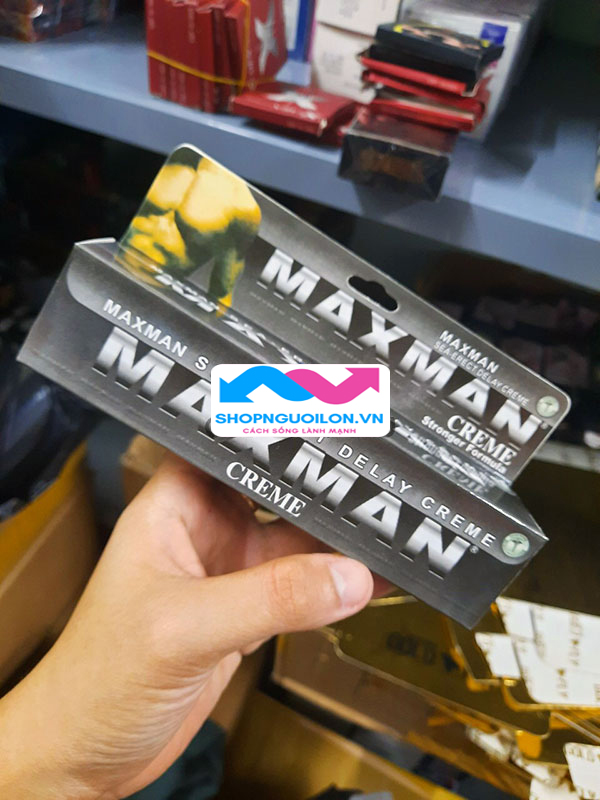 MAXMAN
MAXMAN
SEA ERECT DELAY CREME
CREME
Stronger Formula
SHOPNGUOILON.VN
CÁCH SỐNG LÀNH MẠNH
MAXMAN S
T DELAY CREME
MAXMAN
CREME